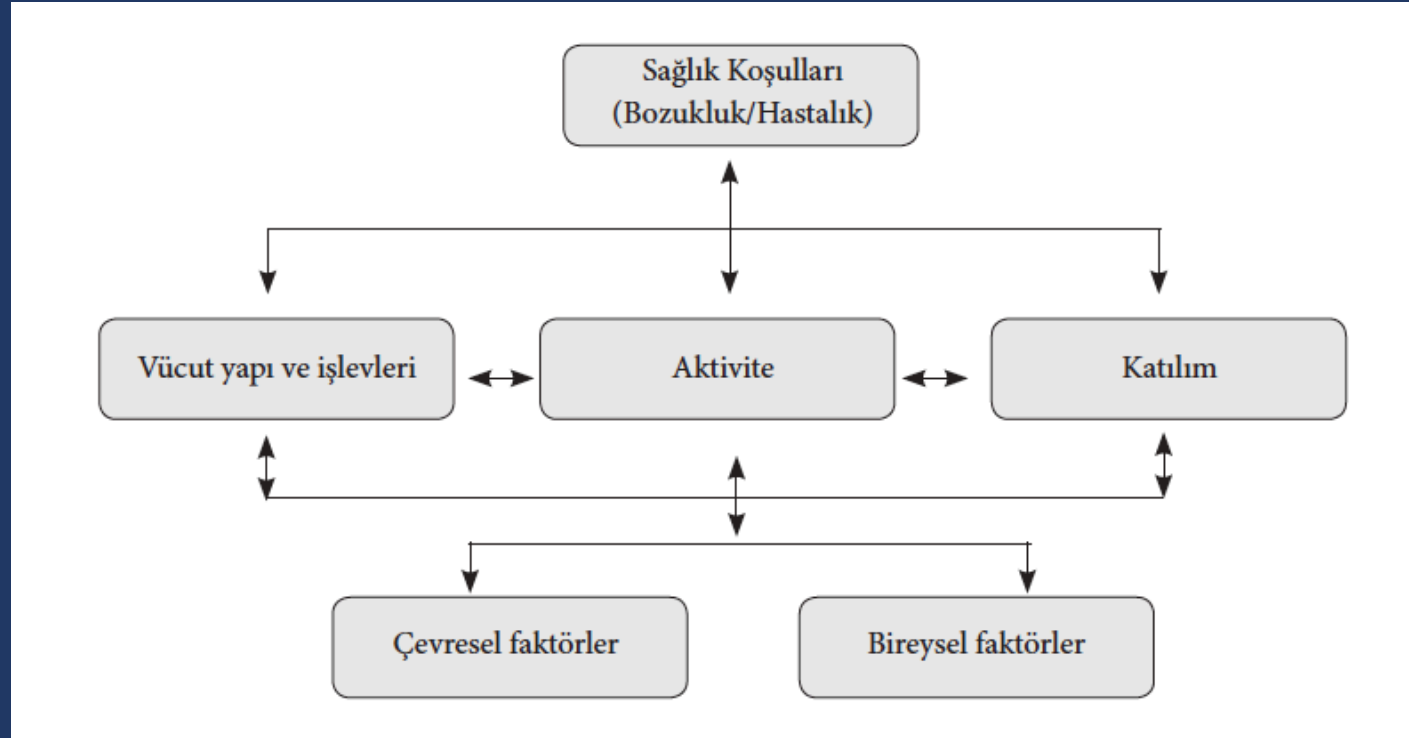 Sağlık Koşulları
(Bozukluk/Hastalık)
Vücut yapı ve işlevleri
Aktivite
Katılım
Çevresel faktörler
Bireysel faktörler